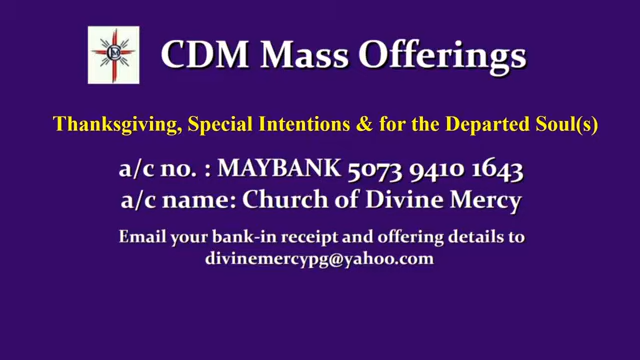 CDM Mass Offerings
Thanksgiving, Special Intentions & for the Departed Soul(s)
a/c no. : MAYBANK 5073 9410 1643
a/c name: Church of Divine Mercy
Email your bank-in receipt and offering details to
divinemercypg@yahoo.com